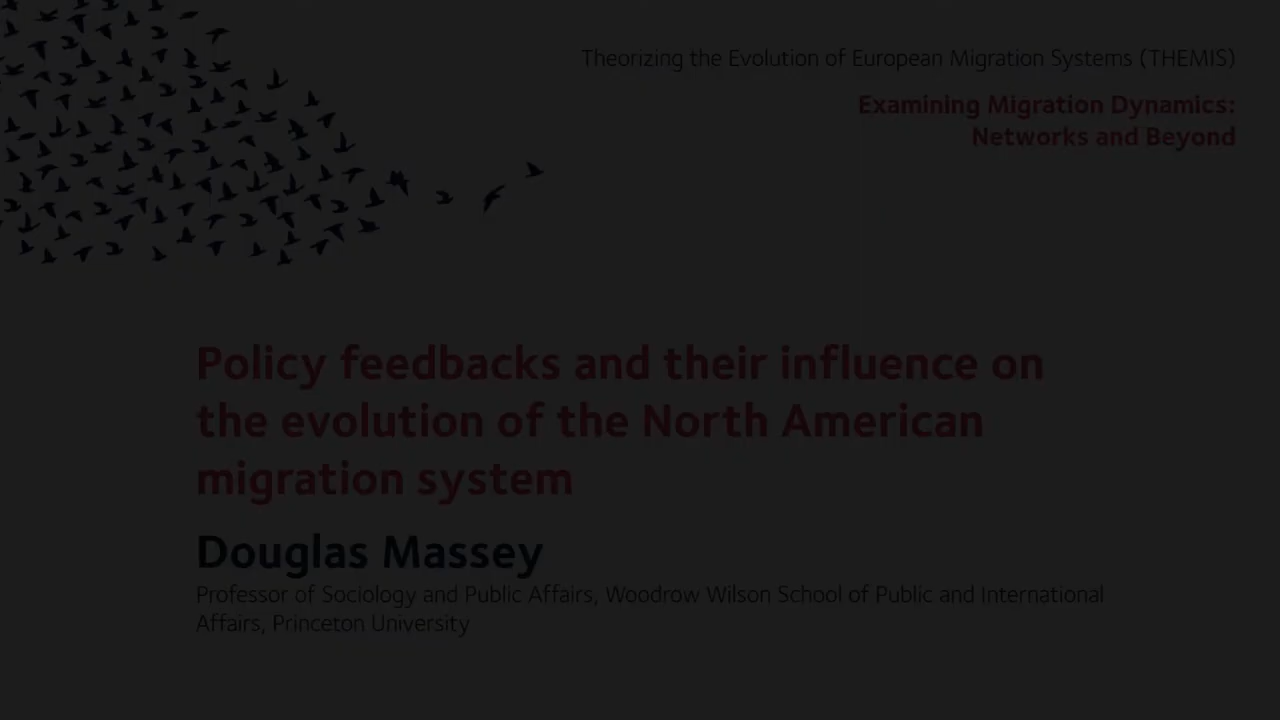 Theorizing the Evolution of European Migration Systems (THEMIS)
Examining Migration Dynamics:
Networks and Beyond
Policy feedbacks and their influence on
the evolution of the North American
migration system
Douglas Massey
Professor of Sociology and Public Affairs, Woodrow Wilson School of Public and International
Affairs, Princeton University